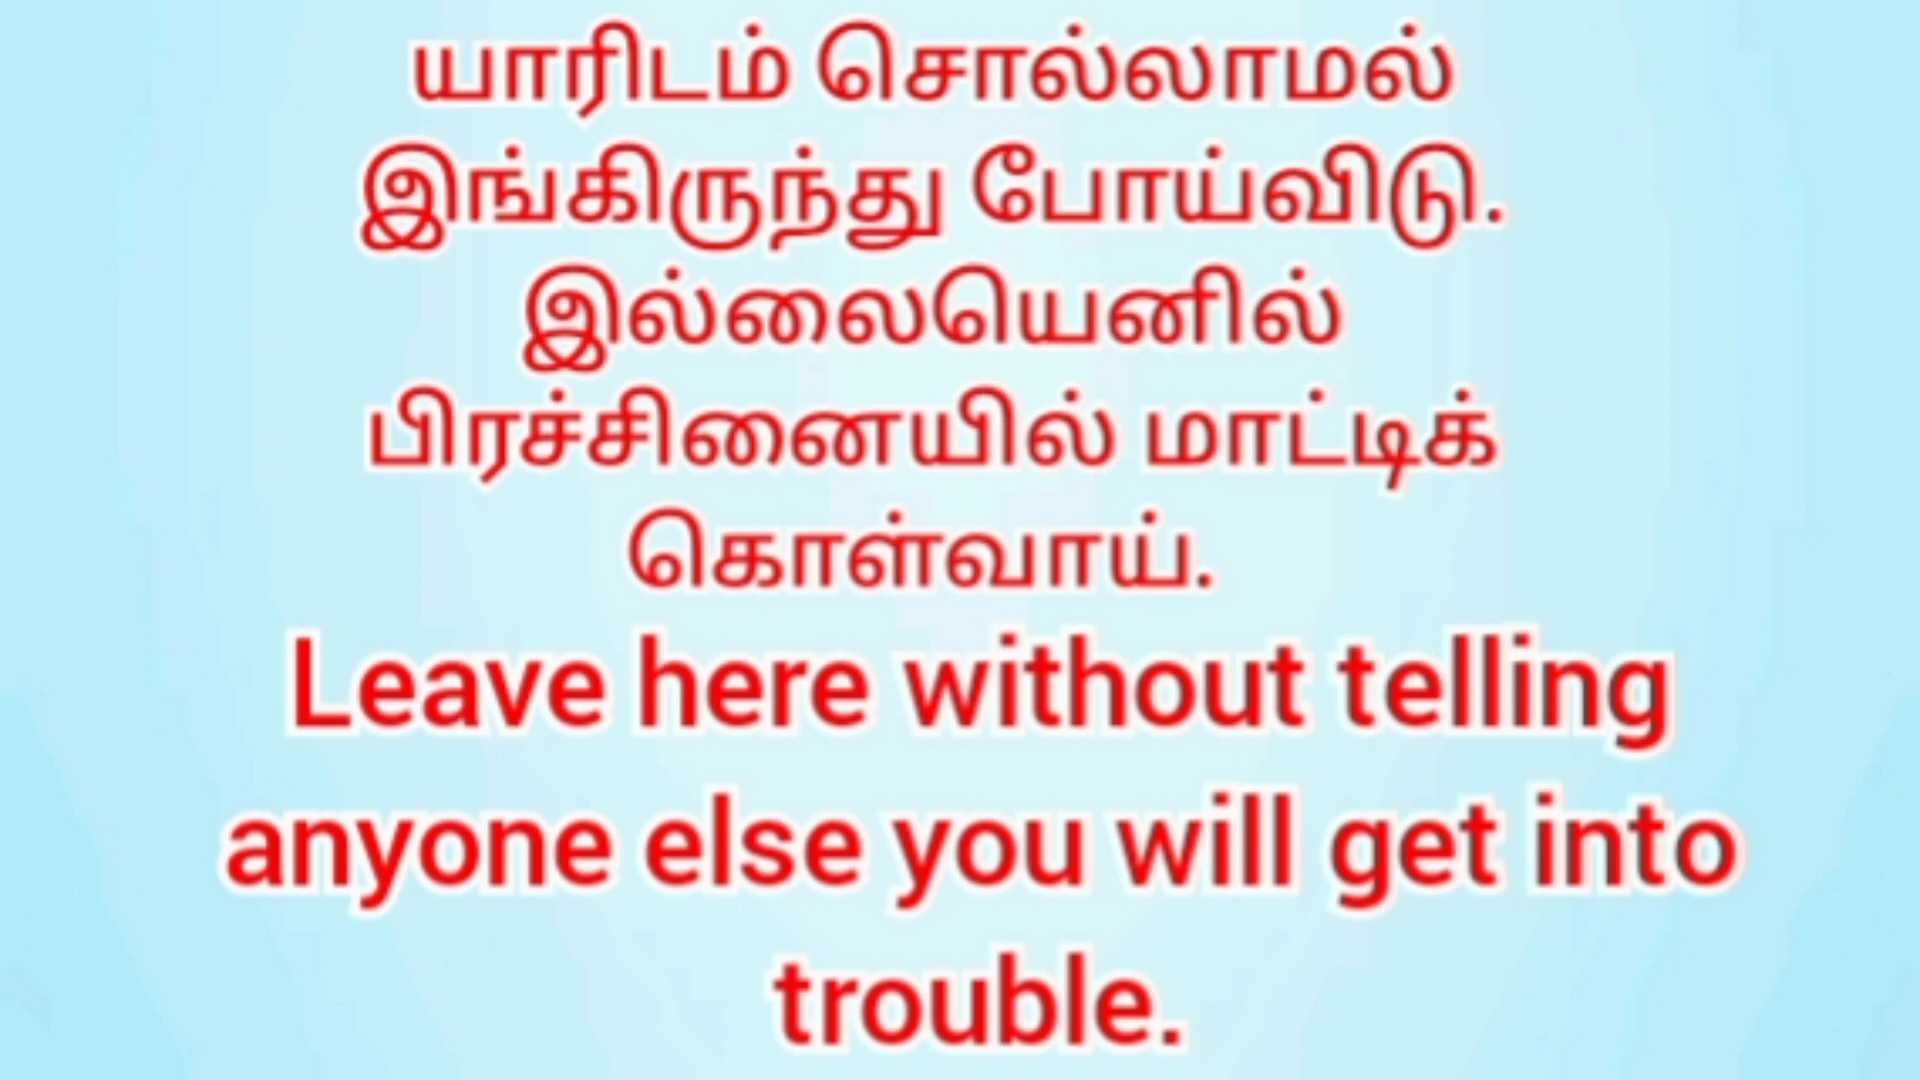 யாரிடம் சொல்லாமல்
இங்கிருந்து போய்விடு.
இல்லையெனில்
பிரச்சினையில் மாட்டிக்
கொள்வாய்.
Leave here without telling
anyone else you will get into
trouble.